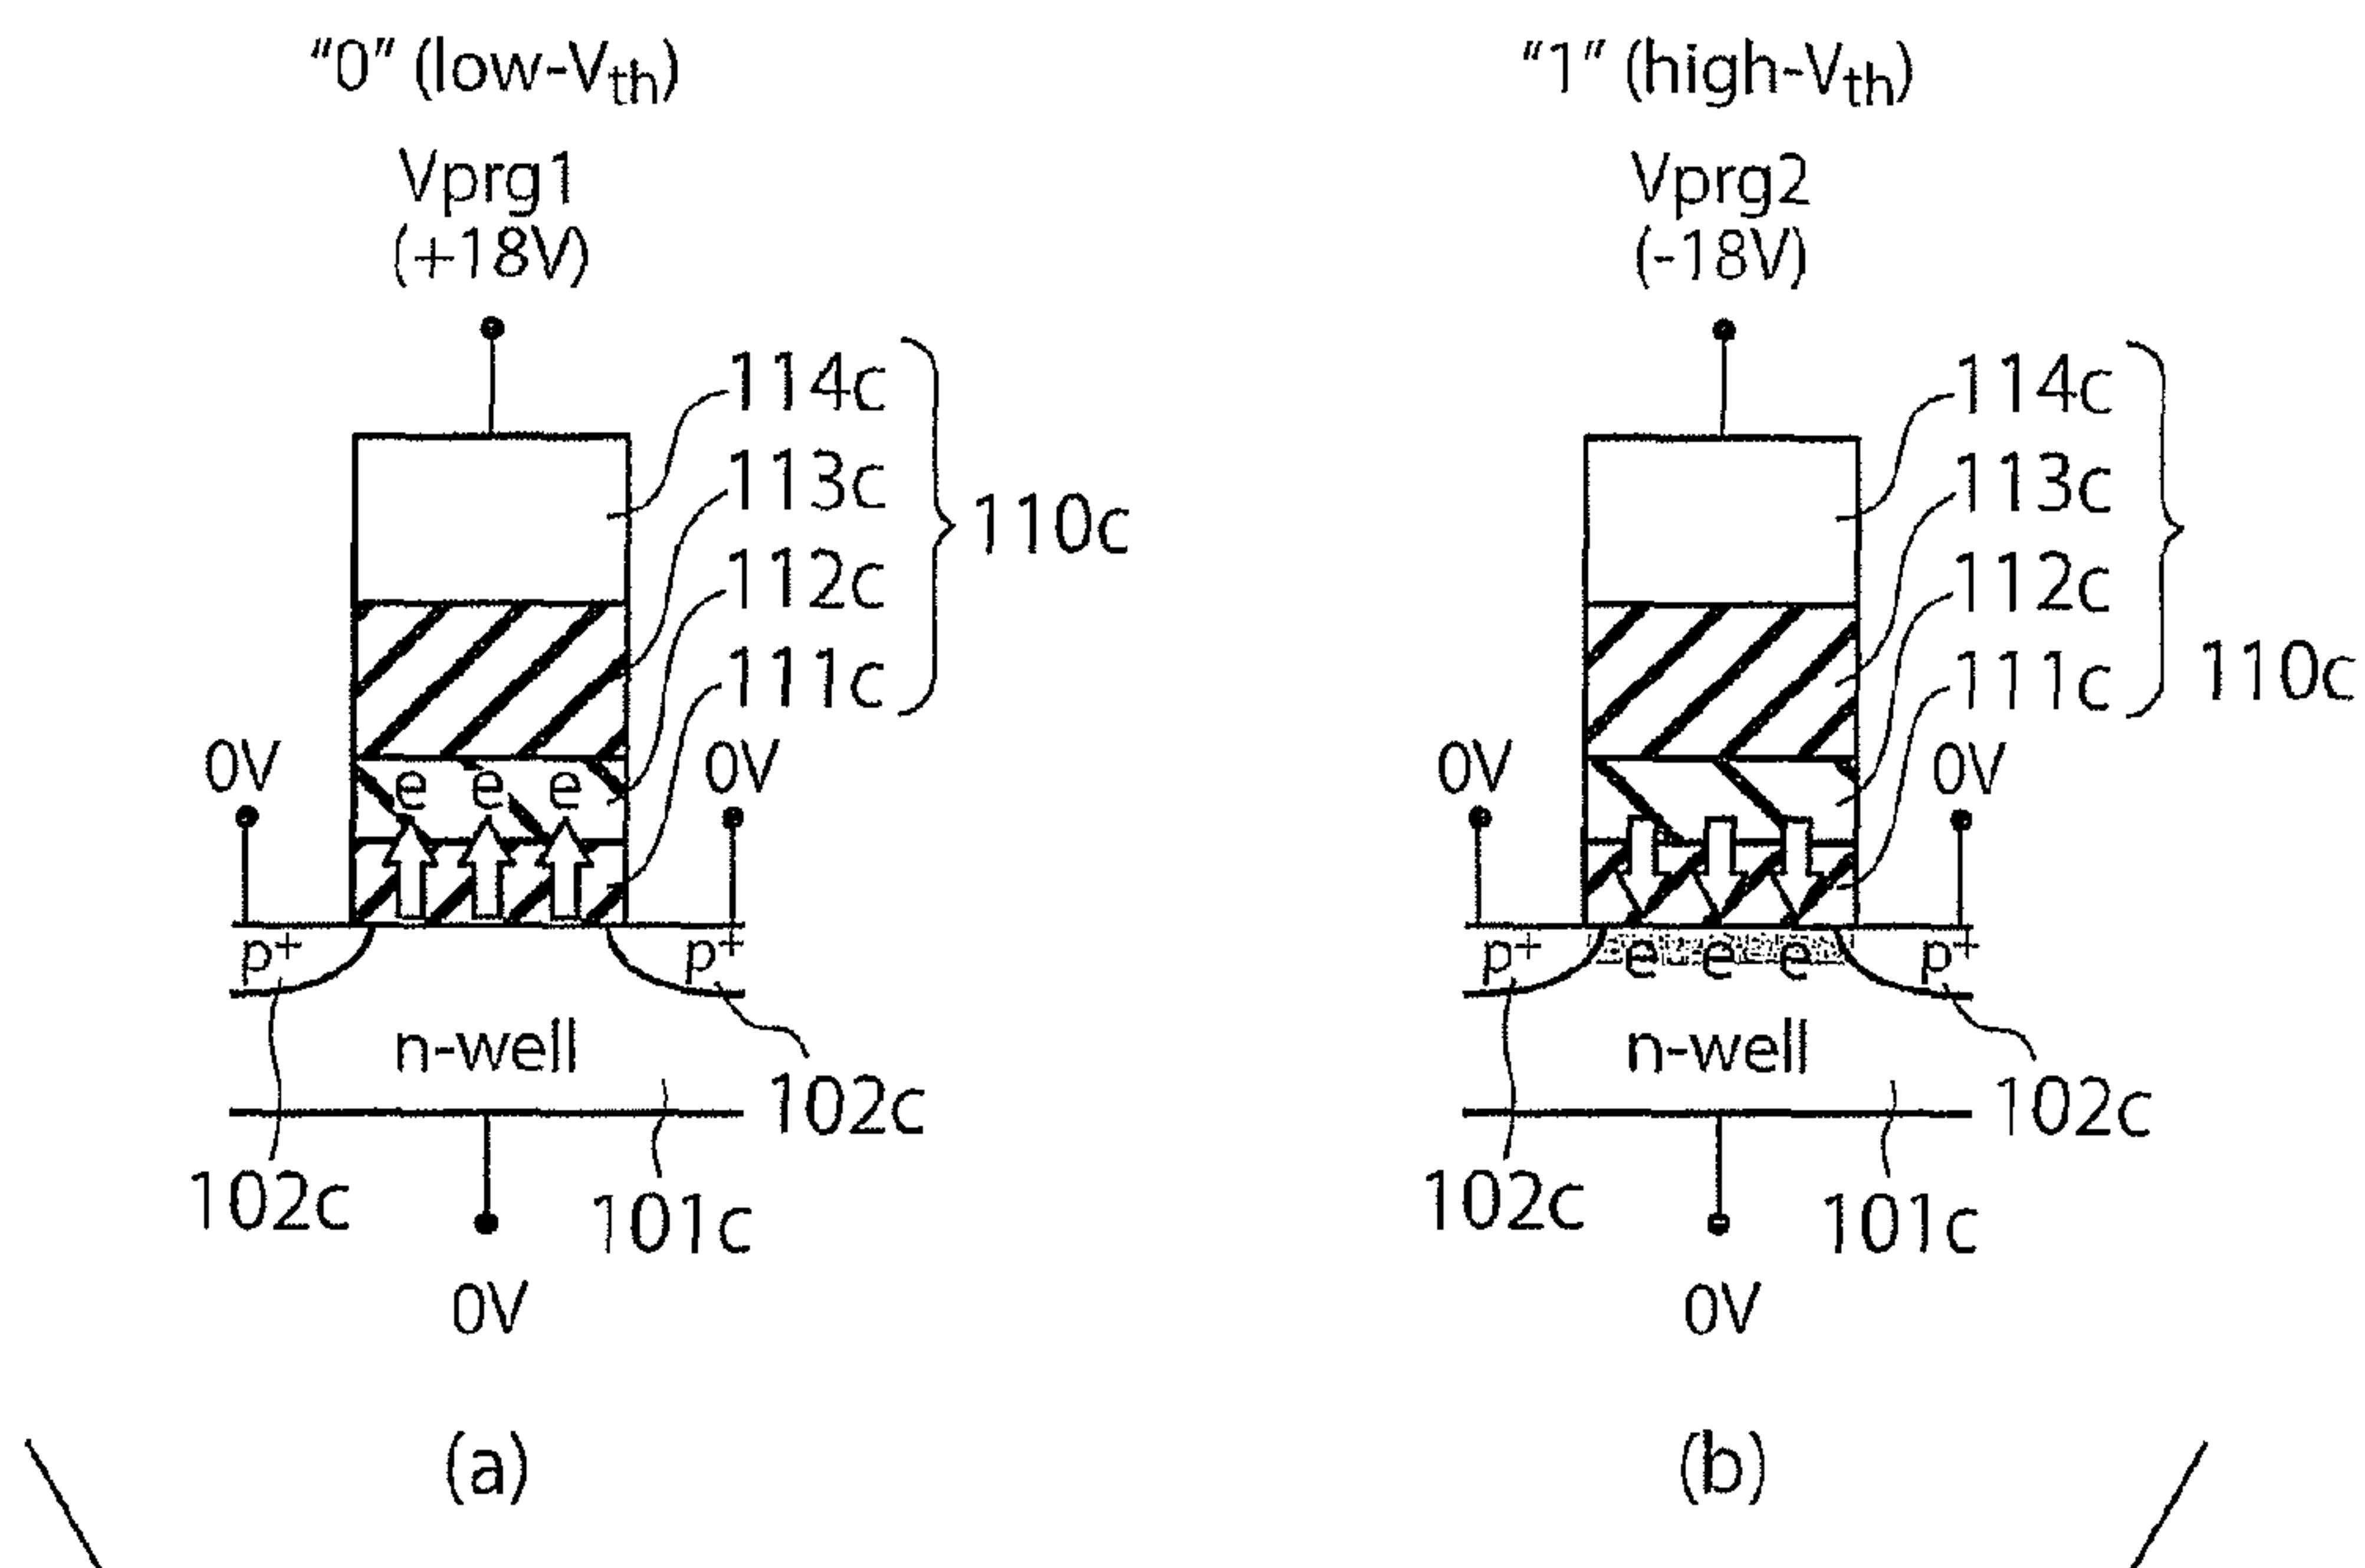 “0” (low-Vth)
Vprg1
(+18V)
114c
113c
112c
111c
110c
0V
0V
e e e
p+
p+
n-well
102c
102c
101c
0V
(a)
“1” (high-Vth)
Vprg2
(-18V)
114c
113c
112c
111c
110c
0V
0V
p+
e e e
p+
n-well
102c
102c
101c
0V
(b)